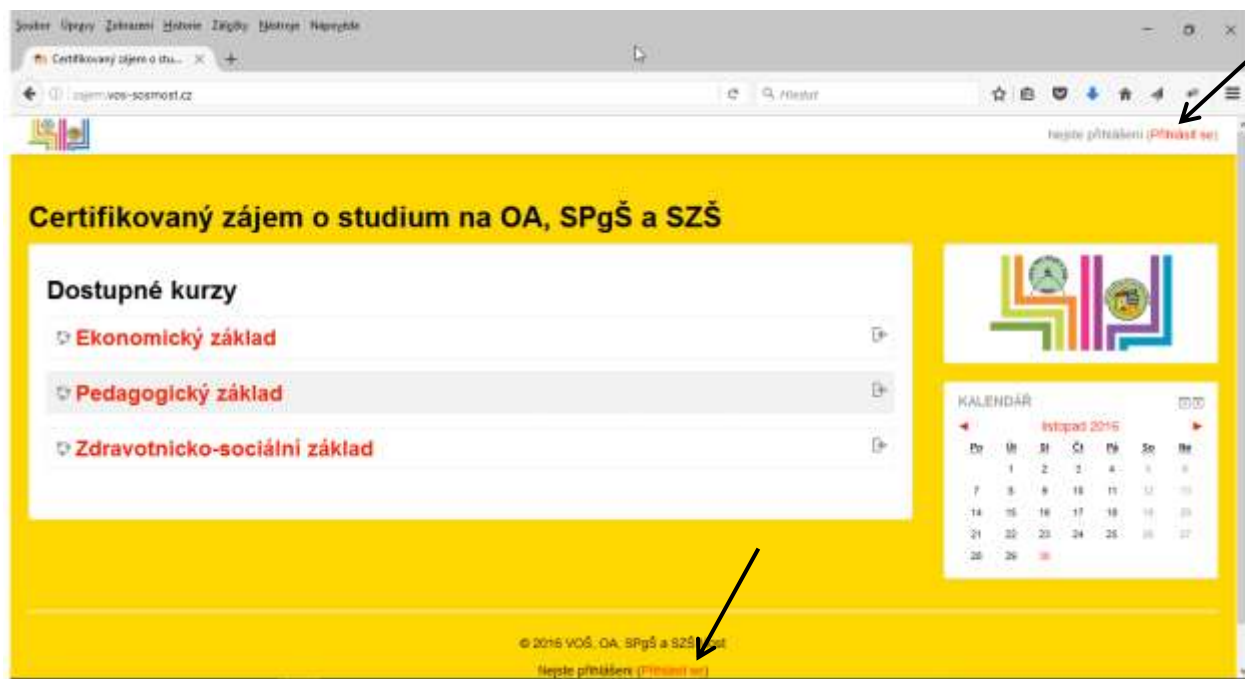 Soubor Úpravy Zobrazení Historie Záložky Nástroje Nápověda
Certifikovaný zájem o stu...
zajem.vos-sosmost.cz
Hledat
Nejste přihlášeni (Přihlásit se)
Certifikovaný zájem o studium na OA, SPgŠ a SZŠ
Dostupné kurzy
Ekonomický základ
Pedagogický základ
Zdravotnicko-sociální základ
KALENDÁŘ
listopad 2016
Po Út St Čt Pá So Ne
1 2 3 4 5 6
7 8 9 10 11 12 13
14 15 16 17 18 19 20
21 22 23 24 25 26 27
28 29 30
© 2016 VOŠ, OA, SPgŠ a SZŠ Most
Nejste přihlášeni (Přihlásit se)